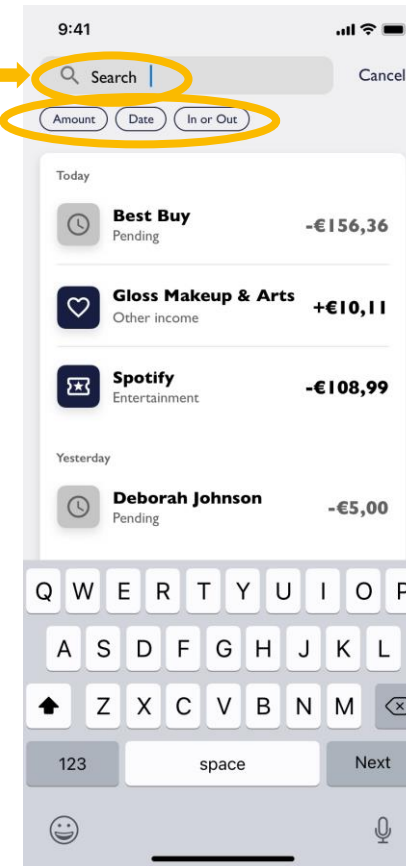 9:41
Search
Cancel
Amount Date In or Out
Today
Best Buy
Pending
-€156,36
Gloss Makeup & Arts
Other income
+€10,11
Spotify
Entertainment
-€108,99
Yesterday
Deborah Johnson
Pending
-€5,00
Q W E R T Y U I O P
A S D F G H J K L
Z X C V B N M
123 space Next